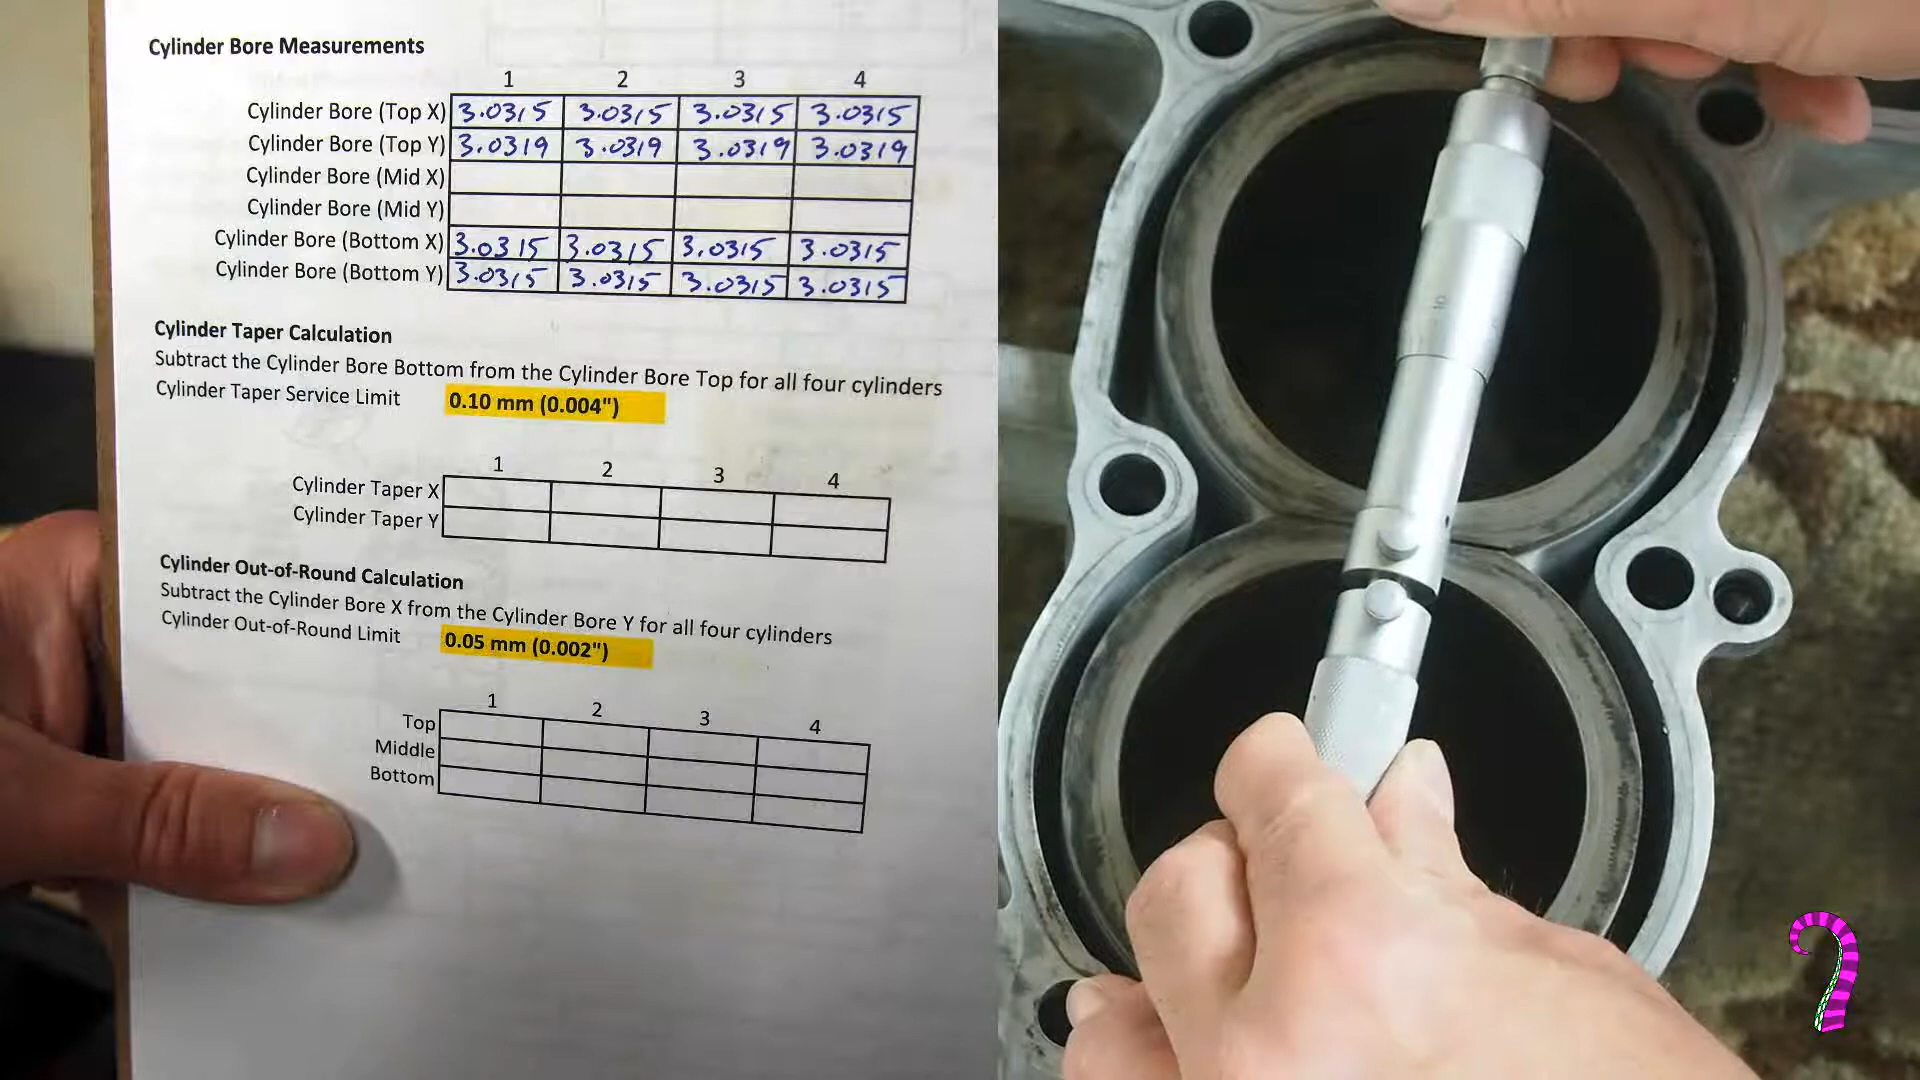 Cylinder Bore Measurements
1 2 3 4
Cylinder Bore (Top X) 3.0315 3.0315 3.0315 3.0315
Cylinder Bore (Top Y) 3.0319 3.0319 3.0319 3.0319
Cylinder Bore (Mid X)
Cylinder Bore (Mid Y)
Cylinder Bore (Bottom X) 3.0315 3.0315 3.0315 3.0315
Cylinder Bore (Bottom Y) 3.0315 3.0315 3.0315 3.0315
Cylinder Taper Calculation
Subtract the Cylinder Bore Bottom from the Cylinder Bore Top for all four cylinders
Cylinder Taper Service Limit 0.10 mm (0.004")
1 2 3 4
Cylinder Taper X
Cylinder Taper Y
Cylinder Out-of-Round Calculation
Subtract the Cylinder Bore X from the Cylinder Bore Y for all four cylinders
Cylinder Out-of-Round Limit 0.05 mm (0.002")
1 2 3 4
Top
Middle
Bottom